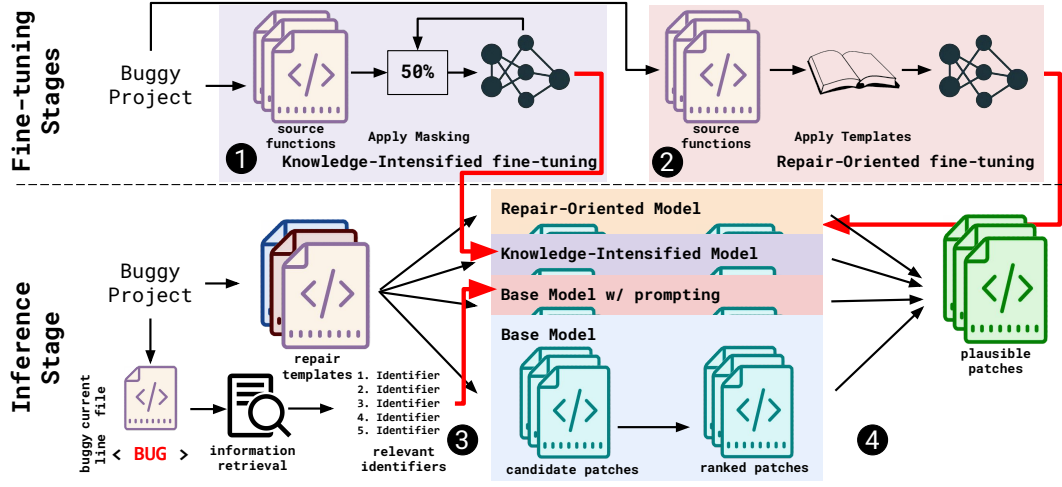 Fine-tuning
Stages
Buggy
Project
source
functions
50%
Apply Masking
1
Knowledge-Intensified fine-tuning
source
functions
Apply Templates
2
Repair-Oriented fine-tuning
Inference
Stage
Buggy
Project
repair
templates
buggy current
line file
< BUG >
information
retrieval
1. Identifier
2. Identifier
3. Identifier
4. Identifier
5. Identifier
relevant
identifiers
3
Repair-Oriented Model
Knowledge-Intensified Model
Base Model w/ prompting
Base Model
candidate patches
ranked patches
4
plausible
patches